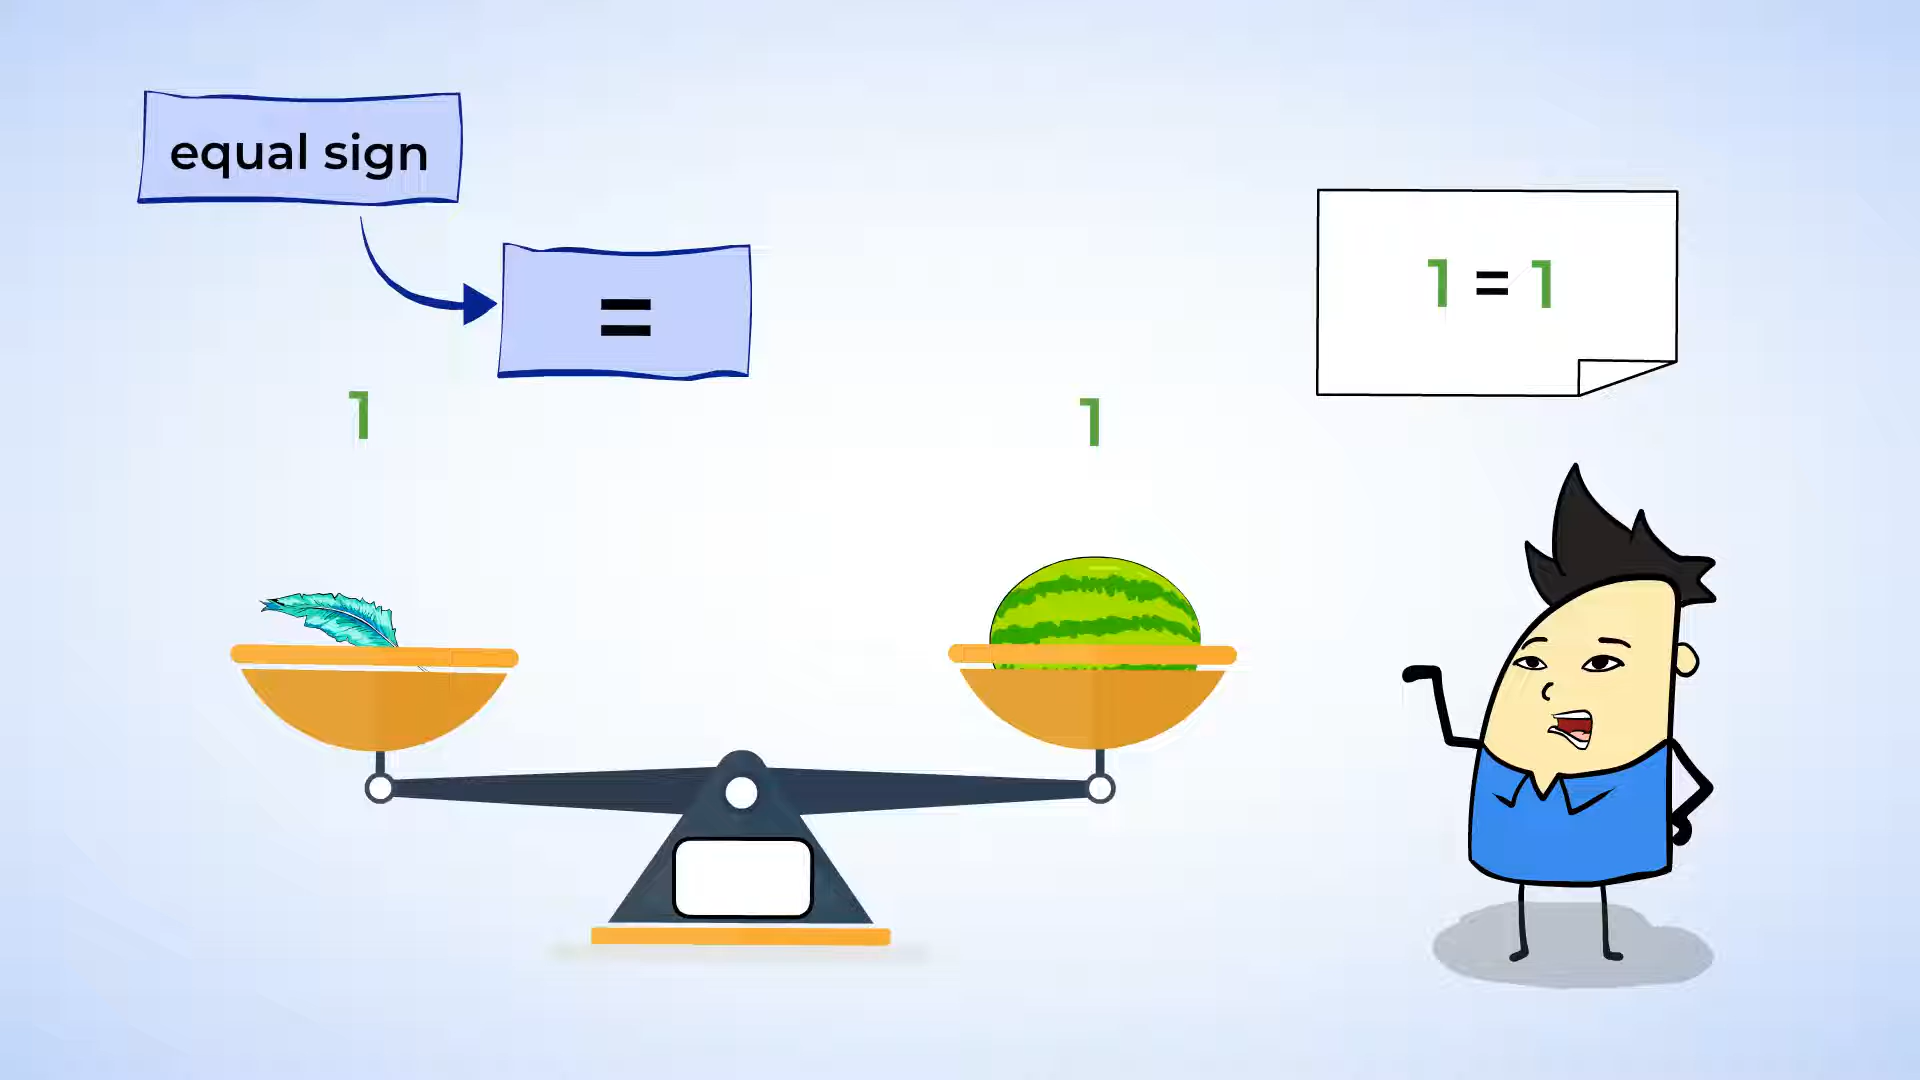 equal sign
=
1 = 1
1
1